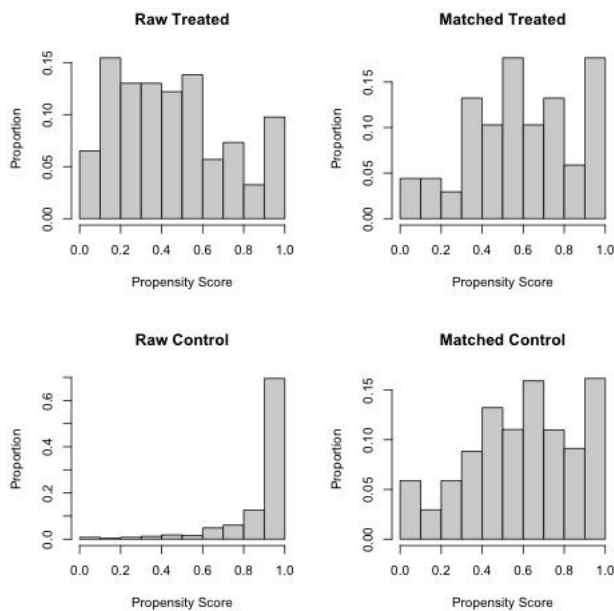 Raw Treated
Proportion
0.00 0.05 0.10 0.15
0.0 0.2 0.4 0.6 0.8 1.0
Propensity Score
Matched Treated
Proportion
0.00 0.05 0.10 0.15
0.0 0.2 0.4 0.6 0.8 1.0
Propensity Score
Raw Control
Proportion
0.0 0.2 0.4 0.6
0.0 0.2 0.4 0.6 0.8 1.0
Propensity Score
Matched Control
Proportion
0.00 0.05 0.10 0.15
0.0 0.2 0.4 0.6 0.8 1.0
Propensity Score